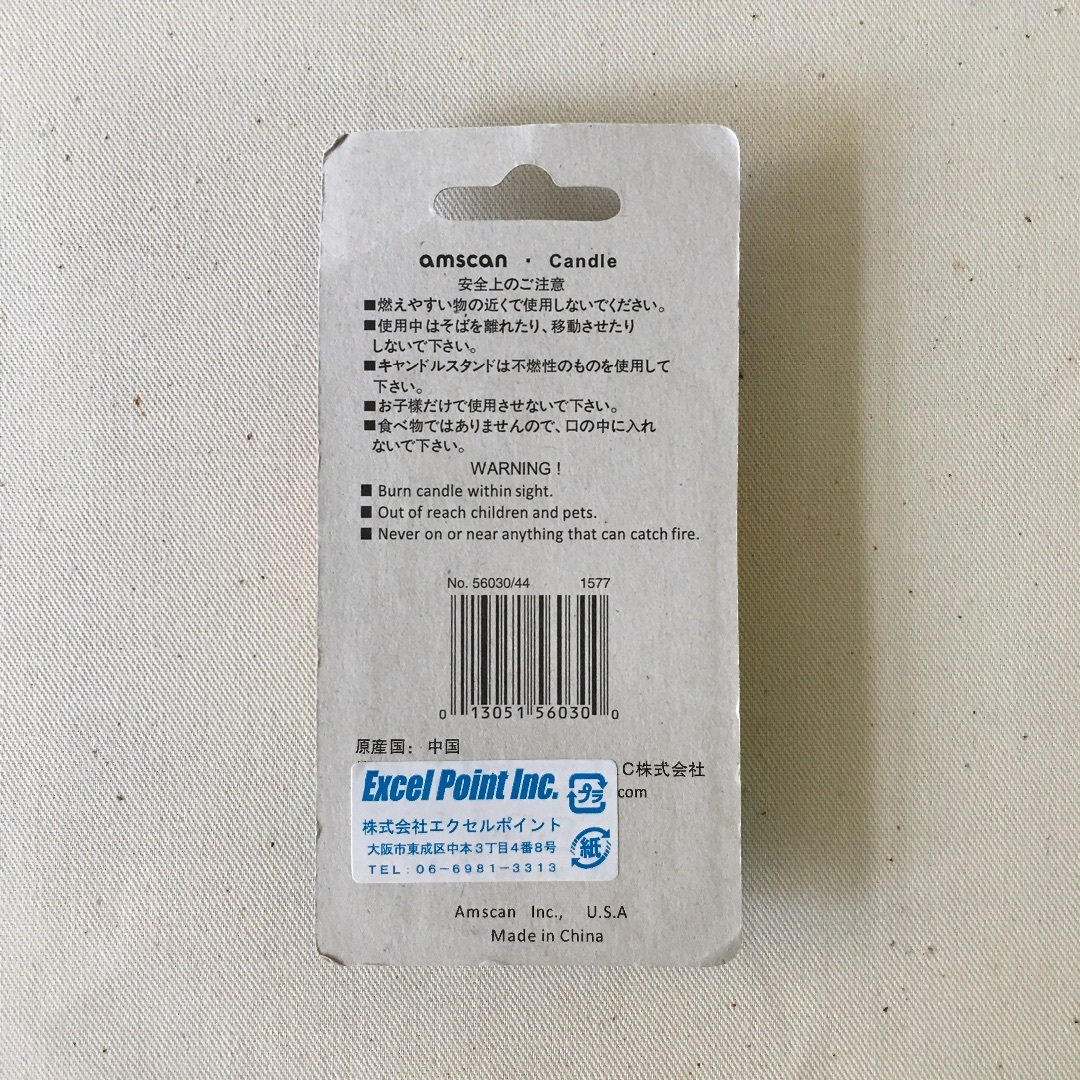 amscan · Candle
安全上のご注意
■燃えやすい物の近くで使用しないでください。
■使用中はそばを離れたり、移動させたり
しないで下さい。
■キャンドルスタンドは不燃性のものを使用して
下さい。
■お子様だけで使用させないで下さい。
■食べ物ではありませんので、口の中に入れ
ないで下さい。
WARNING !
■ Burn candle within sight.
■ Out of reach children and pets.
■ Never on or near anything that can catch fire.
No. 56030/44 1577
0 13051 56030 0
原産国: 中国
C株式会社
com
Excel Point Inc. プラ
株式会社エクセルポイント
大阪市東成区中本3丁目4番8号 紙
TEL:06-6981-3313
Amscan Inc., U.S.A
Made in China